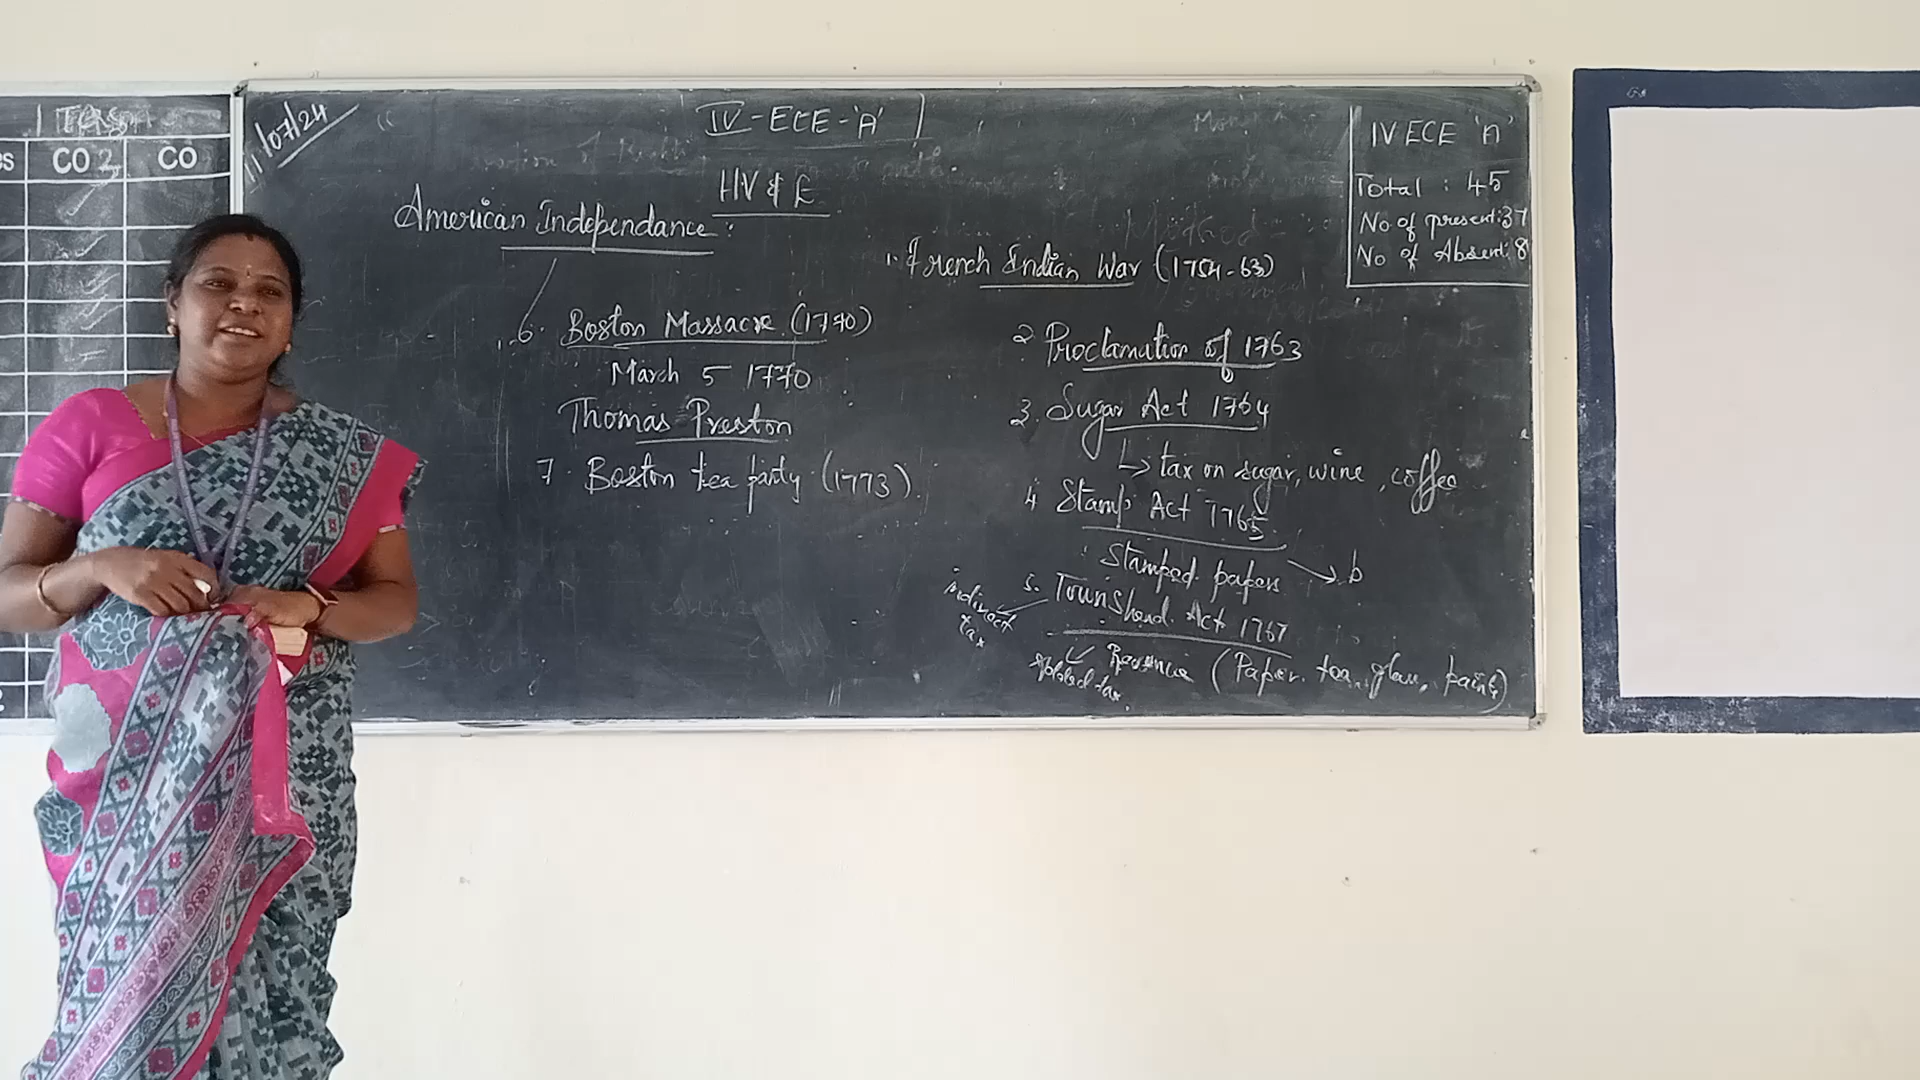 11/07/24
IV-ECE-'A'
HV & E
American Independance:
6. Boston Massacre (1770)
March 5 1770
Thomas Preston
7. Boston tea party (1773).
1. French Indian War (1754-63)
2 Proclamation of 1763
3. Sugar Act 1764
↳ tax on sugar, wine, coffee
4 Stamp Act 1765
Stamped papers → b
5. Townshend Act 1767
indirect
tax
Revenue (Paper. tea, glass, paint)
IV ECE 'A'
Total : 45
No of present: 37
No of Absent: 8
CO 2
CO